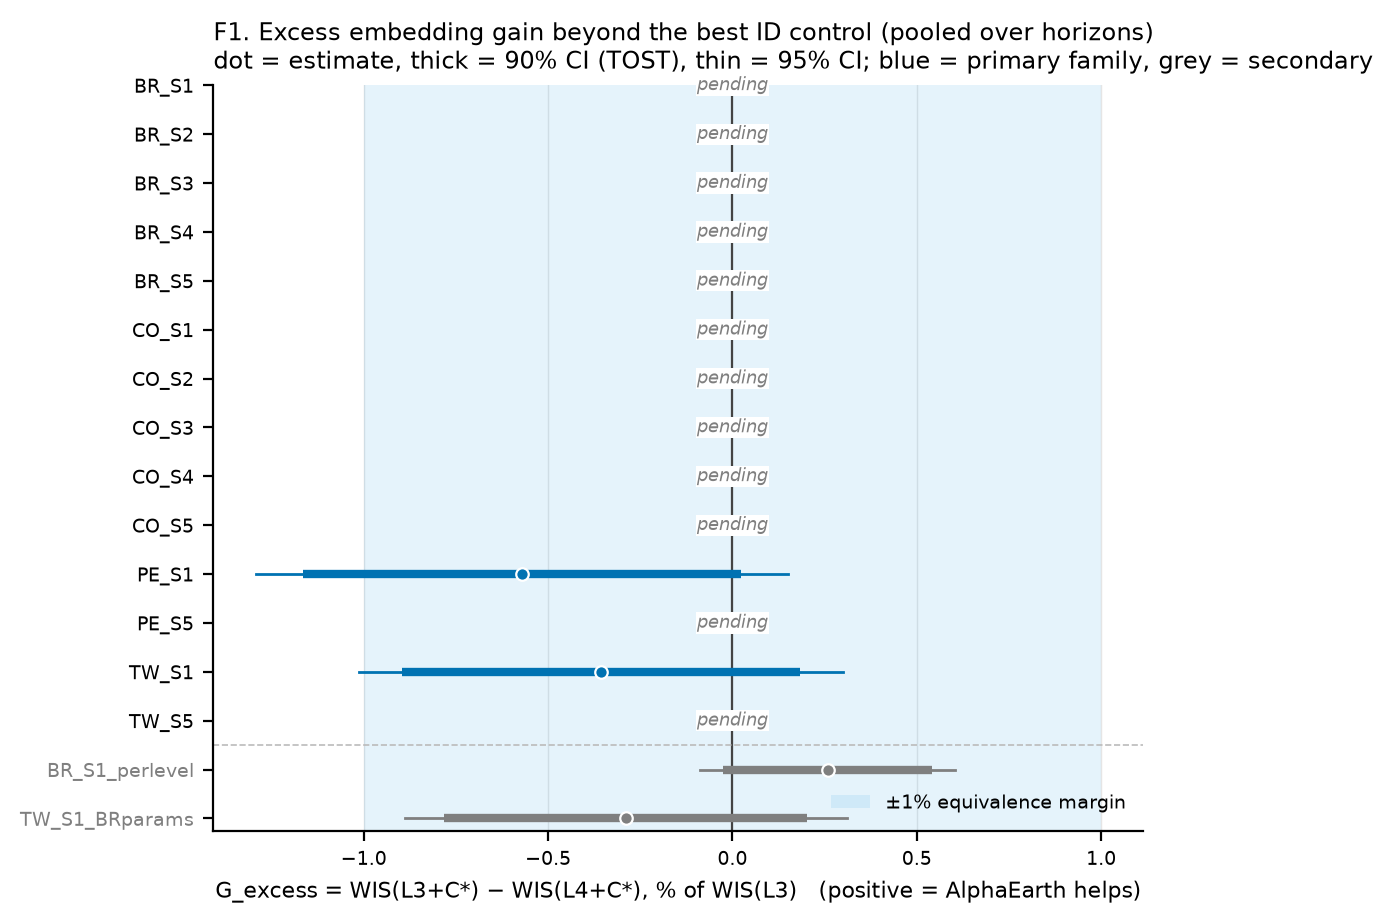 F1. Excess embedding gain beyond the best ID control (pooled over horizons)
dot = estimate, thick = 90% CI (TOST), thin = 95% CI; blue = primary family, grey = secondary
BR_S1 pending
BR_S2 pending
BR_S3 pending
BR_S4 pending
BR_S5 pending
CO_S1 pending
CO_S2 pending
CO_S3 pending
CO_S4 pending
CO_S5 pending
PE_S1
PE_S5 pending
TW_S1
TW_S5 pending
BR_S1_perlevel
±1% equivalence margin
TW_S1_BRparams
−1.0 −0.5 0.0 0.5 1.0
G_excess = WIS(L3+C*) − WIS(L4+C*), % of WIS(L3) (positive = AlphaEarth helps)